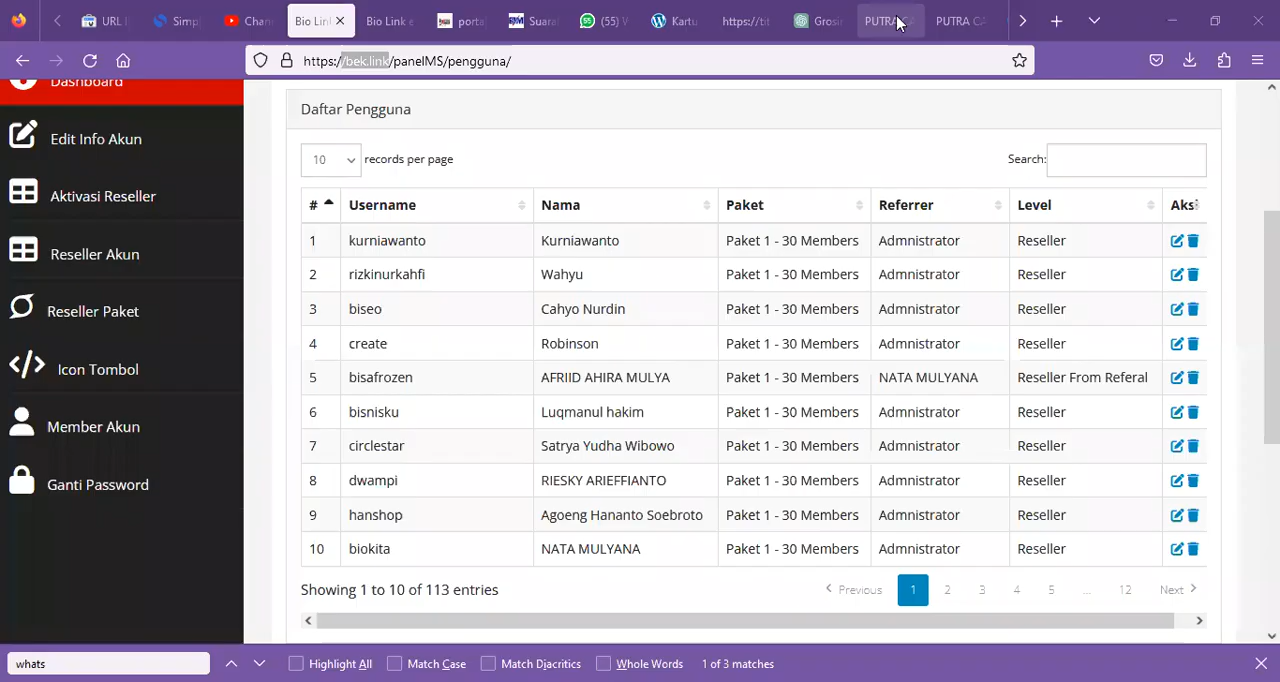 URL I
Simpl
Chan
Bio Link
Bio Link e
porta
Suara
(55) V
Kartu
https://tit
Grosir
PUTRA CA
PUTRA CA
https://bek.link/panelMS/pengguna/
Dashboard
Edit Info Akun
Aktivasi Reseller
Reseller Akun
Reseller Paket
Icon Tombol
Member Akun
Ganti Password
Daftar Pengguna
10 records per page Search:
# Username Nama Paket Referrer Level Aksi
1 kurniawanto Kurniawanto Paket 1 - 30 Members Admnistrator Reseller
2 rizkinurkahfi Wahyu Paket 1 - 30 Members Admnistrator Reseller
3 biseo Cahyo Nurdin Paket 1 - 30 Members Admnistrator Reseller
4 create Robinson Paket 1 - 30 Members Admnistrator Reseller
5 bisafrozen AFRIID AHIRA MULYA Paket 1 - 30 Members NATA MULYANA Reseller From Referal
6 bisnisku Luqmanul hakim Paket 1 - 30 Members Admnistrator Reseller
7 circlestar Satrya Yudha Wibowo Paket 1 - 30 Members Admnistrator Reseller
8 dwampi RIESKY ARIEFFIANTO Paket 1 - 30 Members Admnistrator Reseller
9 hanshop Agoeng Hananto Soebroto Paket 1 - 30 Members Admnistrator Reseller
10 biokita NATA MULYANA Paket 1 - 30 Members Admnistrator Reseller
Showing 1 to 10 of 113 entries Previous 1 2 3 4 5 ... 12 Next
whats Highlight All Match Case Match Diacritics Whole Words 1 of 3 matches